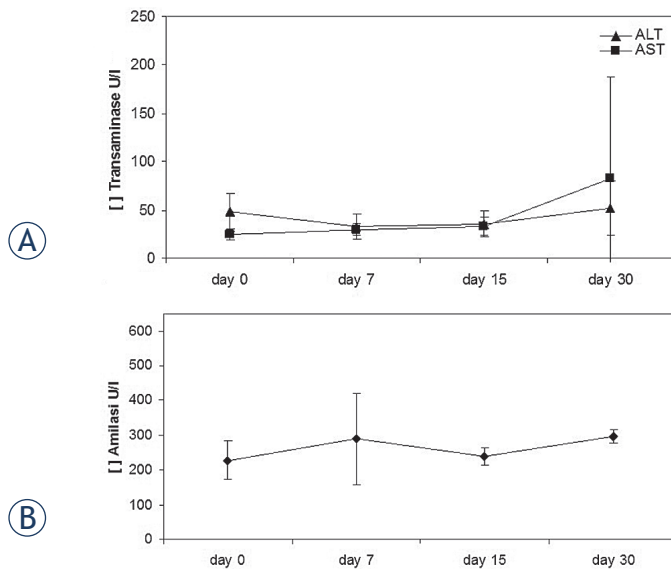 250
200
150
100
50
0
[ ] Transaminase U/l
ALT
AST
day 0 day 7 day 15 day 30
A
600
500
400
300
200
100
0
[ ] Amilasi U/l
day 0 day 7 day 15 day 30
B